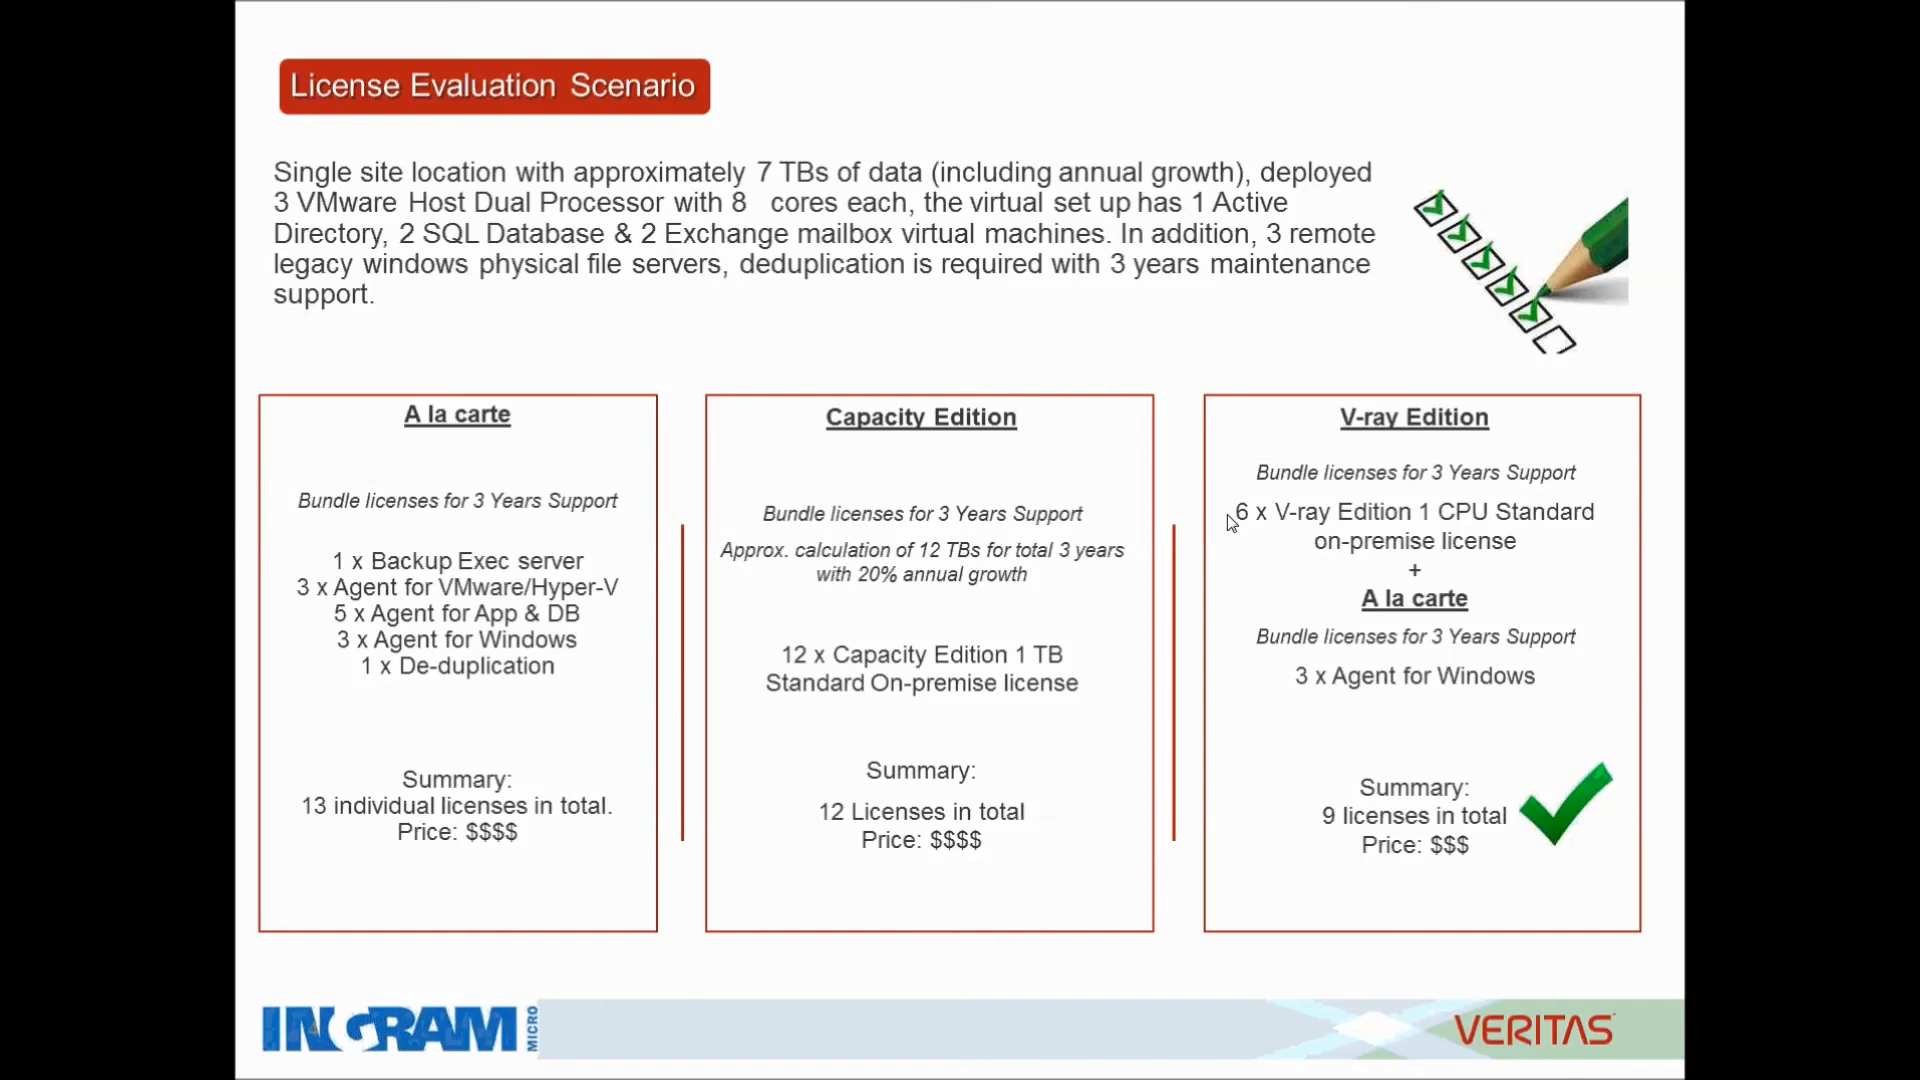 License Evaluation Scenario
Single site location with approximately 7 TBs of data (including annual growth), deployed
3 VMware Host Dual Processor with 8 cores each, the virtual set up has 1 Active
Directory, 2 SQL Database & 2 Exchange mailbox virtual machines. In addition, 3 remote
legacy windows physical file servers, deduplication is required with 3 years maintenance
support.
A la carte
Bundle licenses for 3 Years Support
1 x Backup Exec server
3 x Agent for VMware/Hyper-V
5 x Agent for App & DB
3 x Agent for Windows
1 x De-duplication
Summary:
13 individual licenses in total.
Price: $$$$
Capacity Edition
Bundle licenses for 3 Years Support
Approx. calculation of 12 TBs for total 3 years
with 20% annual growth
12 x Capacity Edition 1 TB
Standard On-premise license
Summary:
12 Licenses in total
Price: $$$$
V-ray Edition
Bundle licenses for 3 Years Support
6 x V-ray Edition 1 CPU Standard
on-premise license
+
A la carte
Bundle licenses for 3 Years Support
3 x Agent for Windows
Summary:
9 licenses in total
Price: $$$
INGRAM MICRO
VERITAS